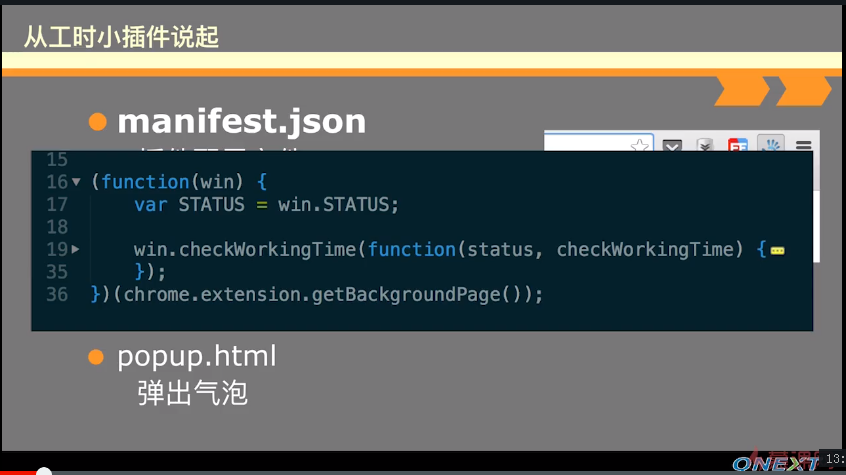 从工时小插件说起
manifest.json
15
16 (function(win) {
17 var STATUS = win.STATUS;
18
19 win.checkWorkingTime(function(status, checkWorkingTime) {
35 });
36 })(chrome.extension.getBackgroundPage());
popup.html
弹出气泡
ONEXT
13: